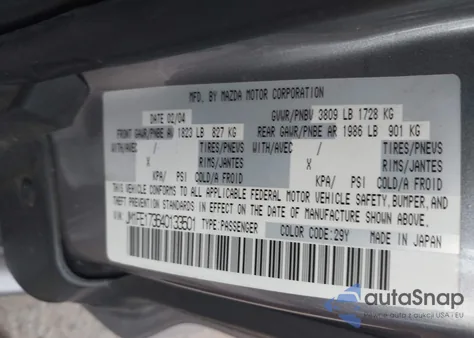 MFD. BY MAZDA MOTOR CORPORATION
DATE 02/04 GVWR/PNBV 3809 LB 1728 KG
FRONT GAWR/PNBE AV 1823 LB 827 KG REAR GAWR/PNBE AR 1986 LB 901 KG
WITH/AVEC / TIRES/PNEUS WITH/AVEC / TIRES/PNEUS
X RIMS/JANTES X RIMS/JANTES
KPA/ PSI COLD/A FROID KPA/ PSI COLD/A FROID
THIS VEHICLE CONFORMS TO ALL APPLICABLE FEDERAL MOTOR VEHICLE SAFETY, BUMPER, AND
THEFT PREVENTION STANDARDS IN EFFECT ON THE DATE OF MANUFACTURE SHOWN ABOVE.
VIN: JM1FE173540133501 TYPE: PASSENGER COLOR CODE: 29Y MADE IN JAPAN
autoSnap